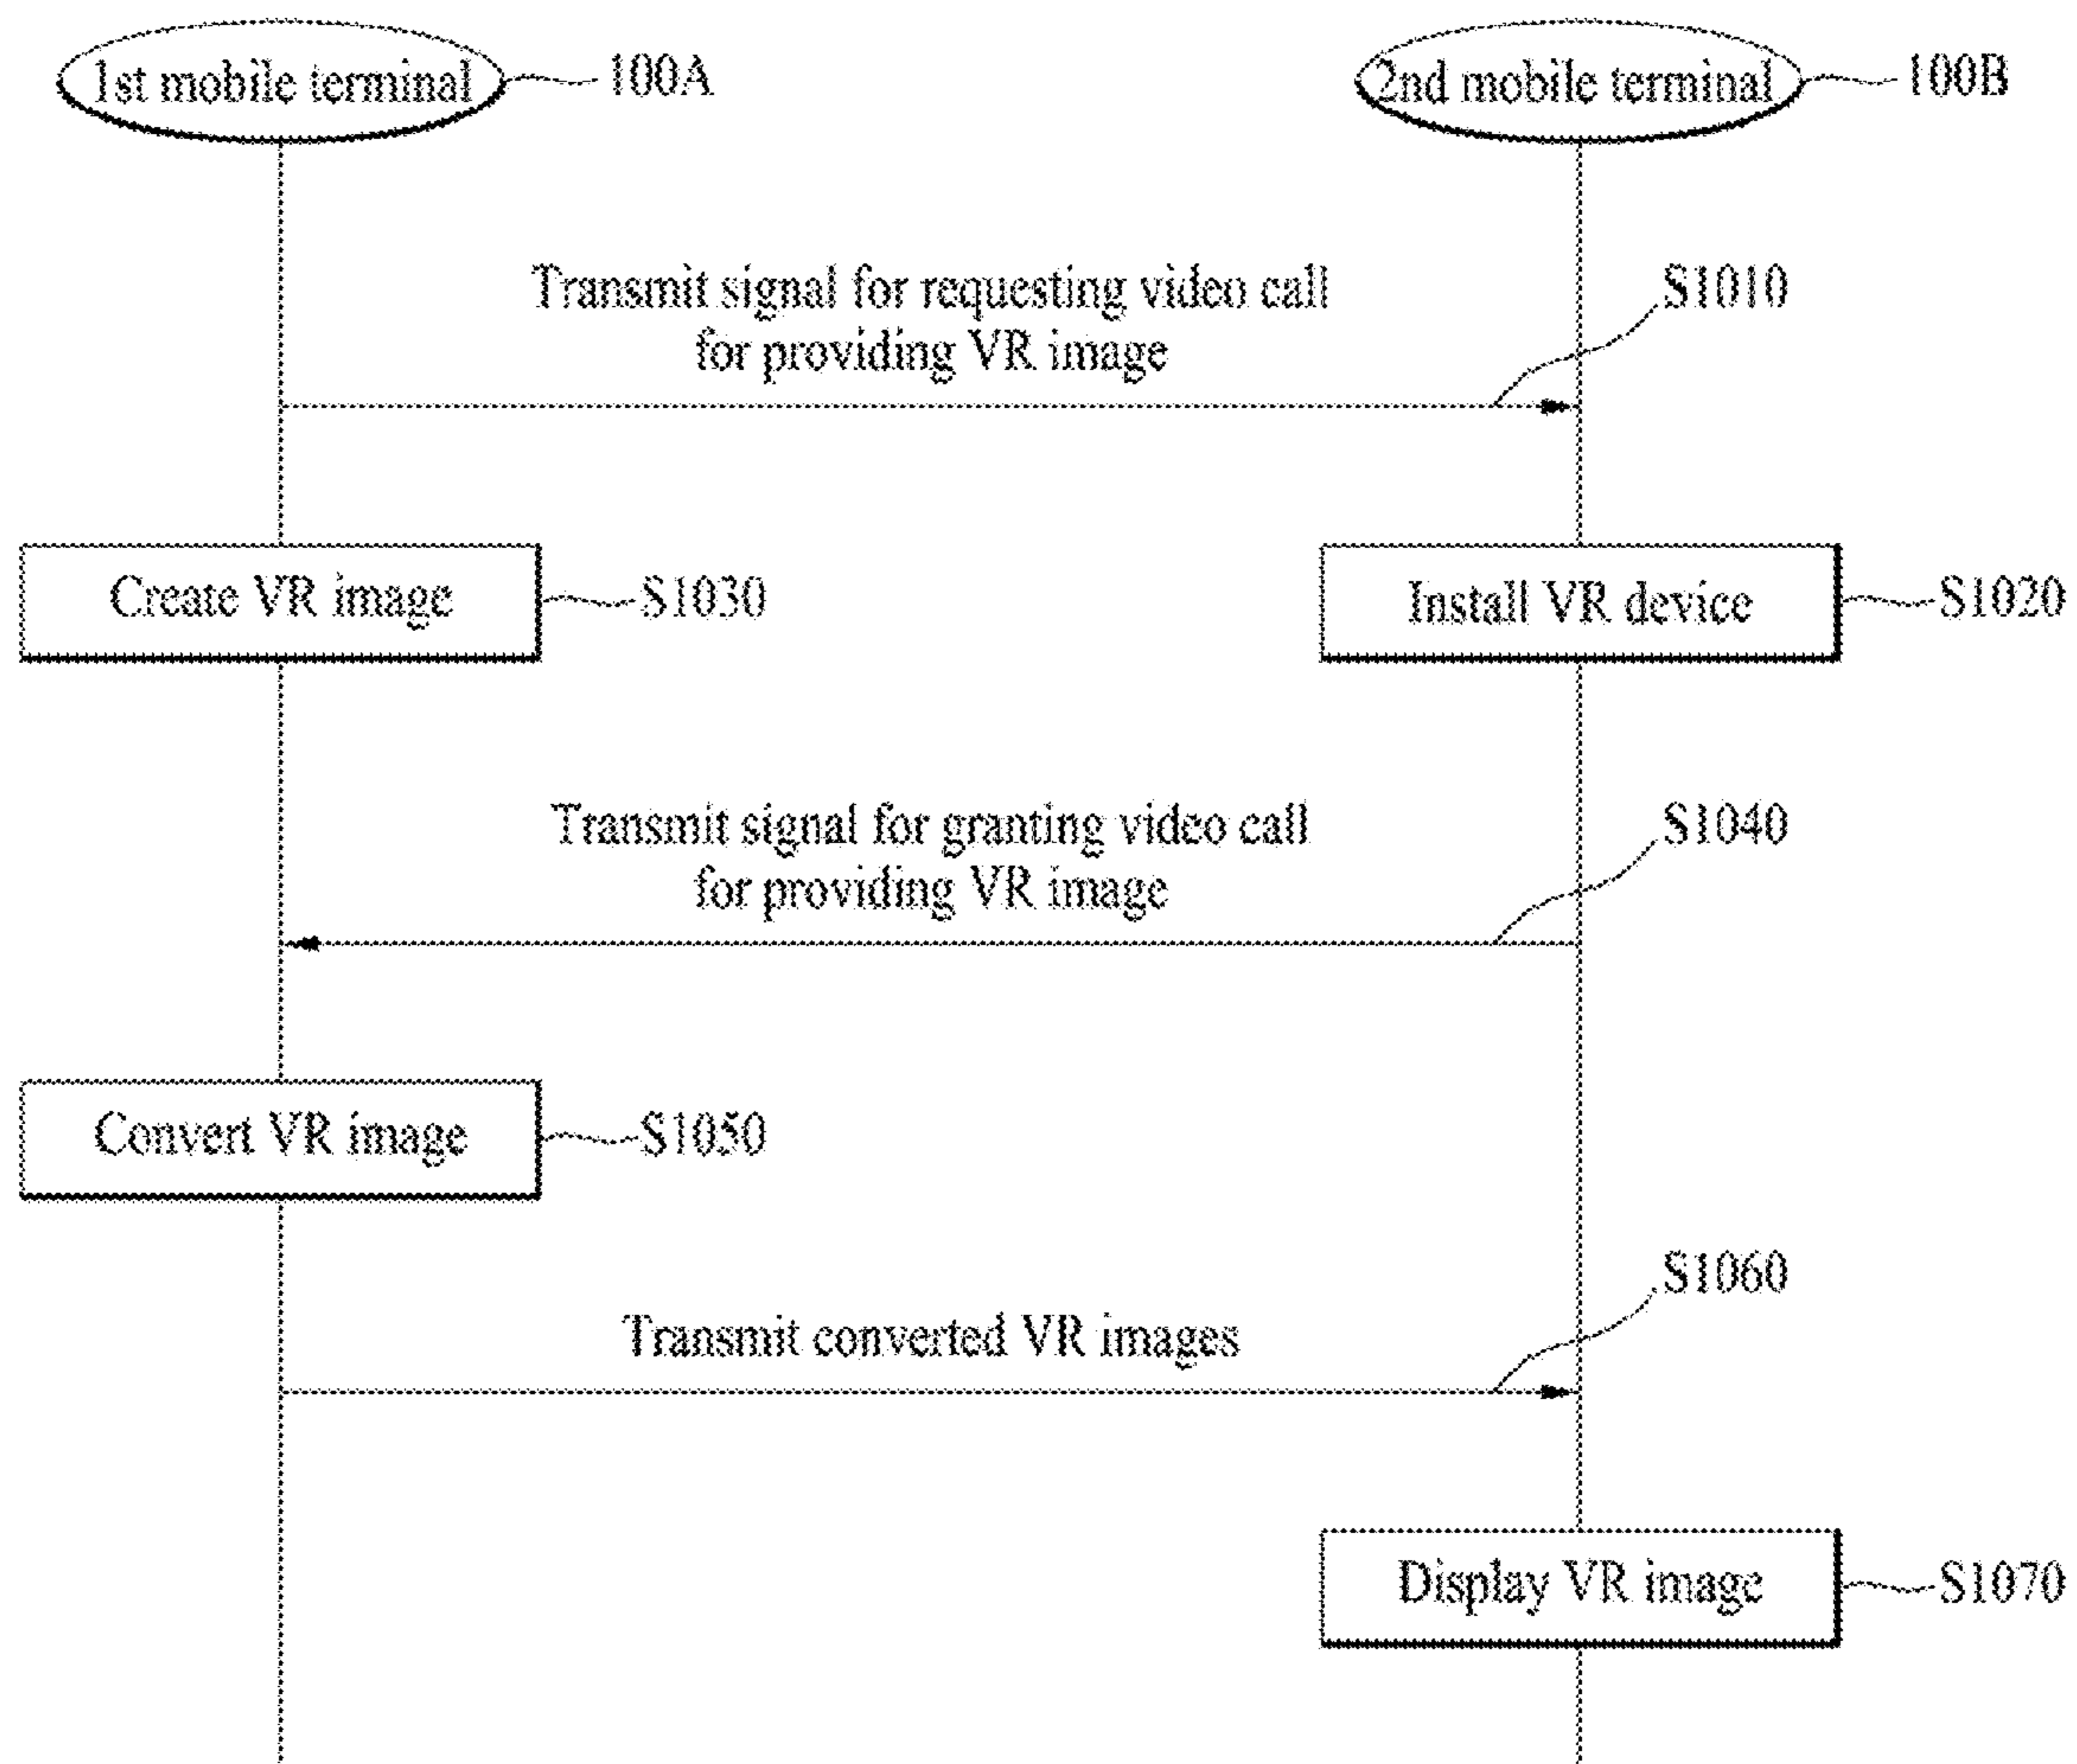 1st mobile terminal
100A
2nd mobile terminal
100B
Transmit signal for requesting video call
for providing VR image
S1010
Create VR image
S1030
Install VR device
S1020
Transmit signal for granting video call
for providing VR image
S1040
Convert VR image
S1050
Transmit converted VR images
S1060
Display VR image
S1070